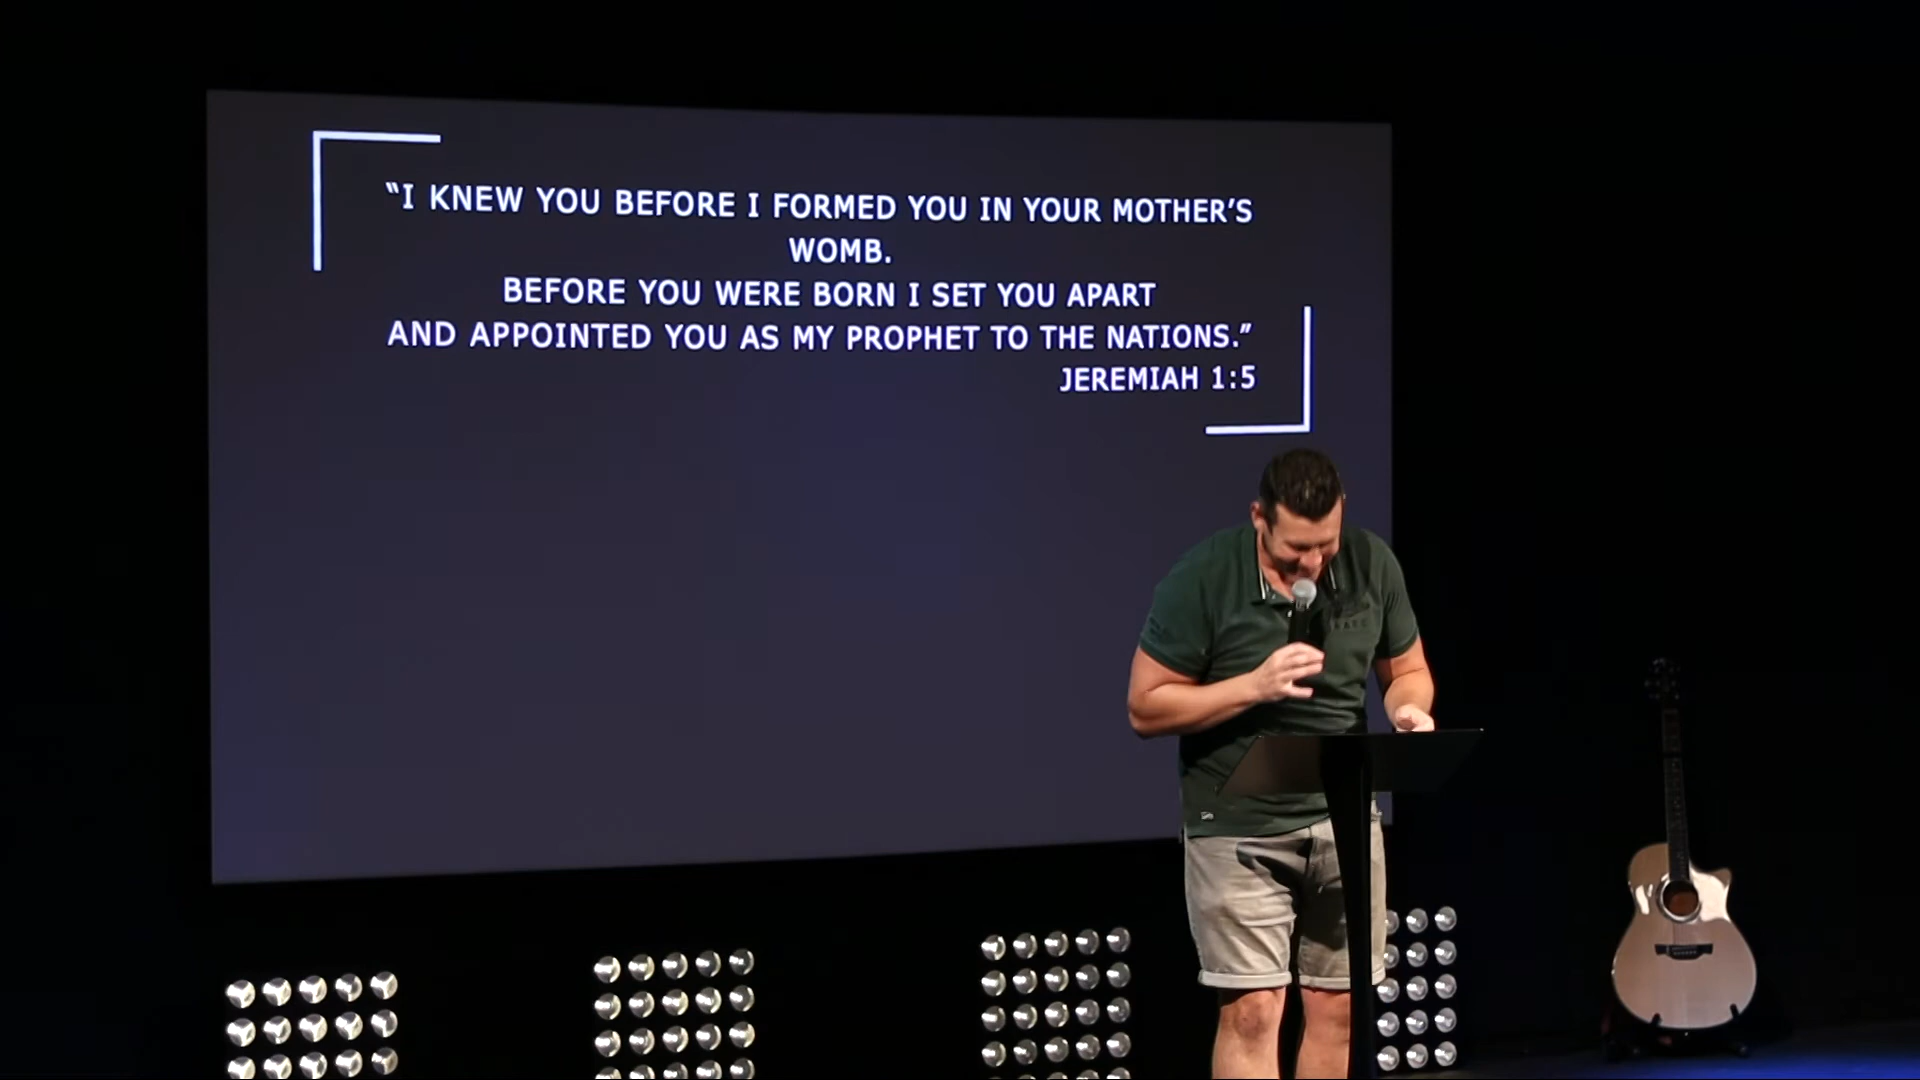 “I KNEW YOU BEFORE I FORMED YOU IN YOUR MOTHER’S
WOMB.
BEFORE YOU WERE BORN I SET YOU APART
AND APPOINTED YOU AS MY PROPHET TO THE NATIONS.”
JEREMIAH 1:5